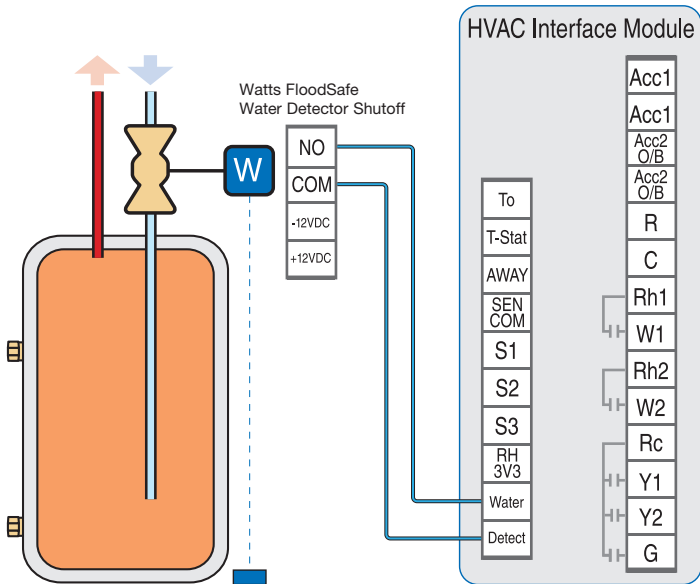 HVAC Interface Module
Watts FloodSafe
Water Detector Shutoff
W
NO
COM
-12VDC
+12VDC
To
T-Stat
AWAY
SEN
COM
S1
S2
S3
RH
3V3
Water
Detect
Acc1
Acc1
Acc2
O/B
Acc2
O/B
R
C
Rh1
W1
Rh2
W2
Rc
Y1
Y2
G